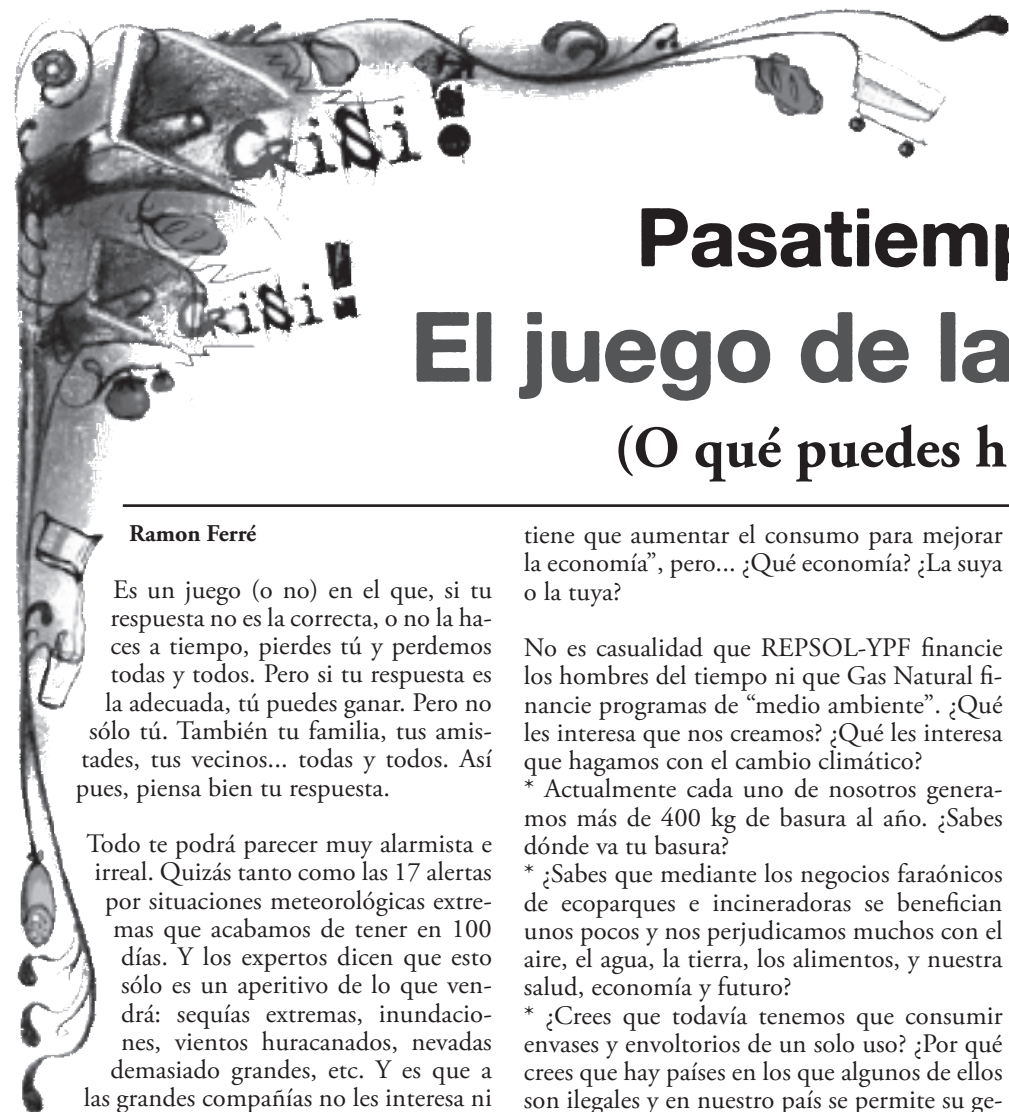 CRiSi!
CRiSi!
Pasatiemp
El juego de la
(O qué puedes h
Ramon Ferré
Es un juego (o no) en el que, si tu
respuesta no es la correcta, o no la ha-
ces a tiempo, pierdes tú y perdemos
todas y todos. Pero si tu respuesta es
la adecuada, tú puedes ganar. Pero no
sólo tú. También tu familia, tus amis-
tades, tus vecinos... todas y todos. Así
pues, piensa bien tu respuesta.
Todo te podrá parecer muy alarmista e
irreal. Quizás tanto como las 17 alertas
por situaciones meteorológicas extre-
mas que acabamos de tener en 100
días. Y los expertos dicen que esto
sólo es un aperitivo de lo que ven-
drá: sequías extremas, inundacio-
nes, vientos huracanados, nevadas
demasiado grandes, etc. Y es que a
las grandes compañías no les interesa ni
tiene que aumentar el consumo para mejorar
la economía”, pero... ¿Qué economía? ¿La suya
o la tuya?
No es casualidad que REPSOL-YPF financie
los hombres del tiempo ni que Gas Natural fi-
nancie programas de “medio ambiente”. ¿Qué
les interesa que nos creamos? ¿Qué les interesa
que hagamos con el cambio climático?
* Actualmente cada uno de nosotros genera-
mos más de 400 kg de basura al año. ¿Sabes
dónde va tu basura?
* ¿Sabes que mediante los negocios faraónicos
de ecoparques e incineradoras se benefician
unos pocos y nos perjudicamos muchos con el
aire, el agua, la tierra, los alimentos, y nuestra
salud, economía y futuro?
* ¿Crees que todavía tenemos que consumir
envases y envoltorios de un solo uso? ¿Por qué
crees que hay países en los que algunos de ellos
son ilegales y en nuestro país se permite su ge-